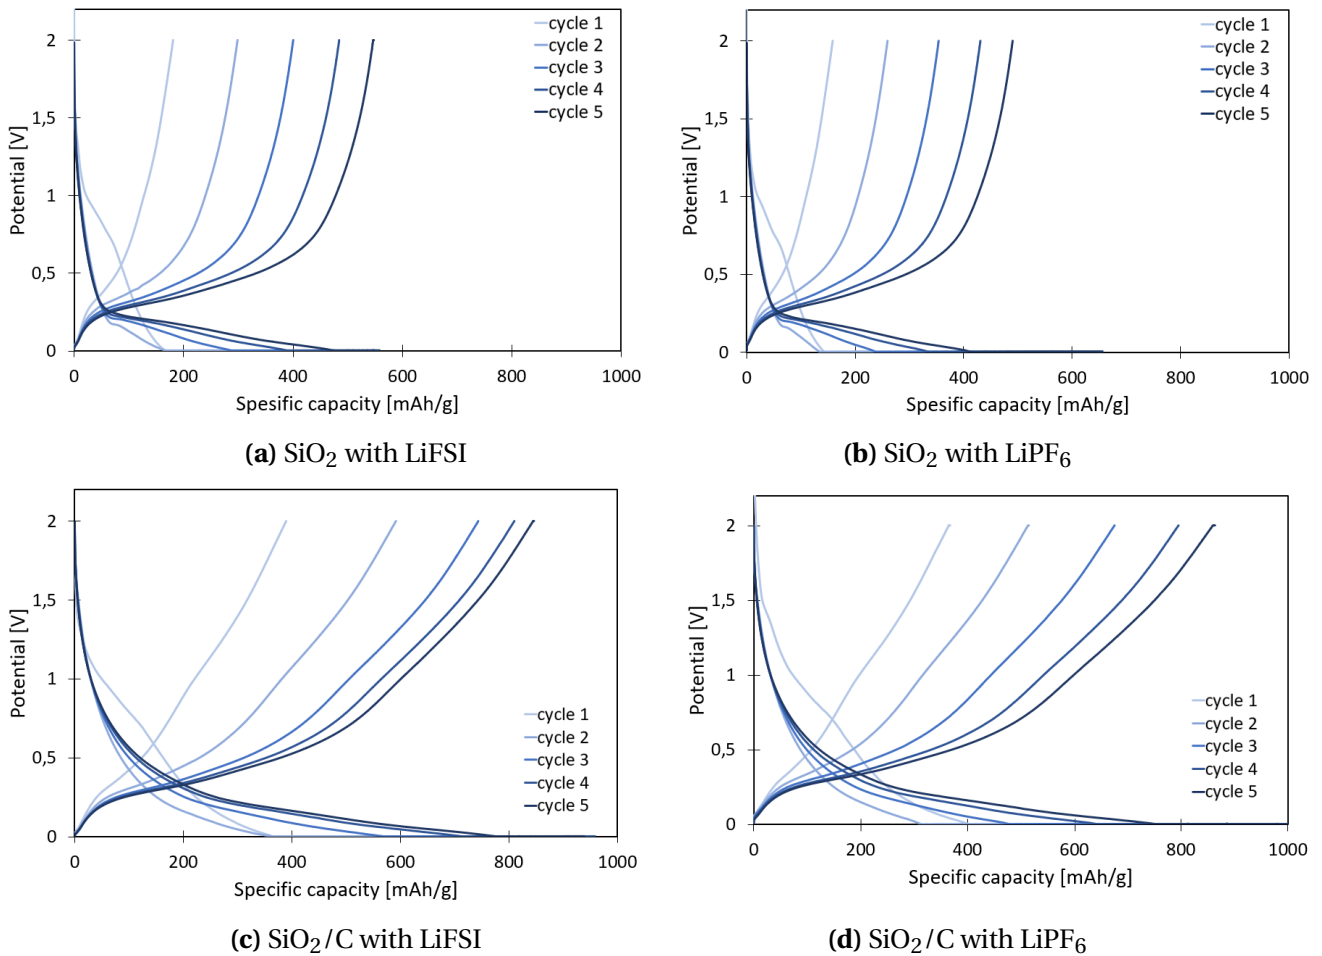 cycle 1
cycle 2
cycle 3
cycle 4
cycle 5
2
1,5
1
0,5
0
Potential [V]
0 200 400 600 800 1000
Spesific capacity [mAh/g]
(a) SiO₂ with LiFSI
cycle 1
cycle 2
cycle 3
cycle 4
cycle 5
2
1,5
1
0,5
0
Potential [V]
0 200 400 600 800 1000
Spesific capacity [mAh/g]
(b) SiO₂ with LiPF₆
2
1,5
1
0,5
0
Potential [V]
cycle 1
cycle 2
cycle 3
cycle 4
cycle 5
0 200 400 600 800 1000
Specific capacity [mAh/g]
(c) SiO₂/C with LiFSI
2
1,5
1
0,5
0
Potential [V]
cycle 1
cycle 2
cycle 3
cycle 4
cycle 5
0 200 400 600 800 1000
Specific capacity [mAh/g]
(d) SiO₂/C with LiPF₆